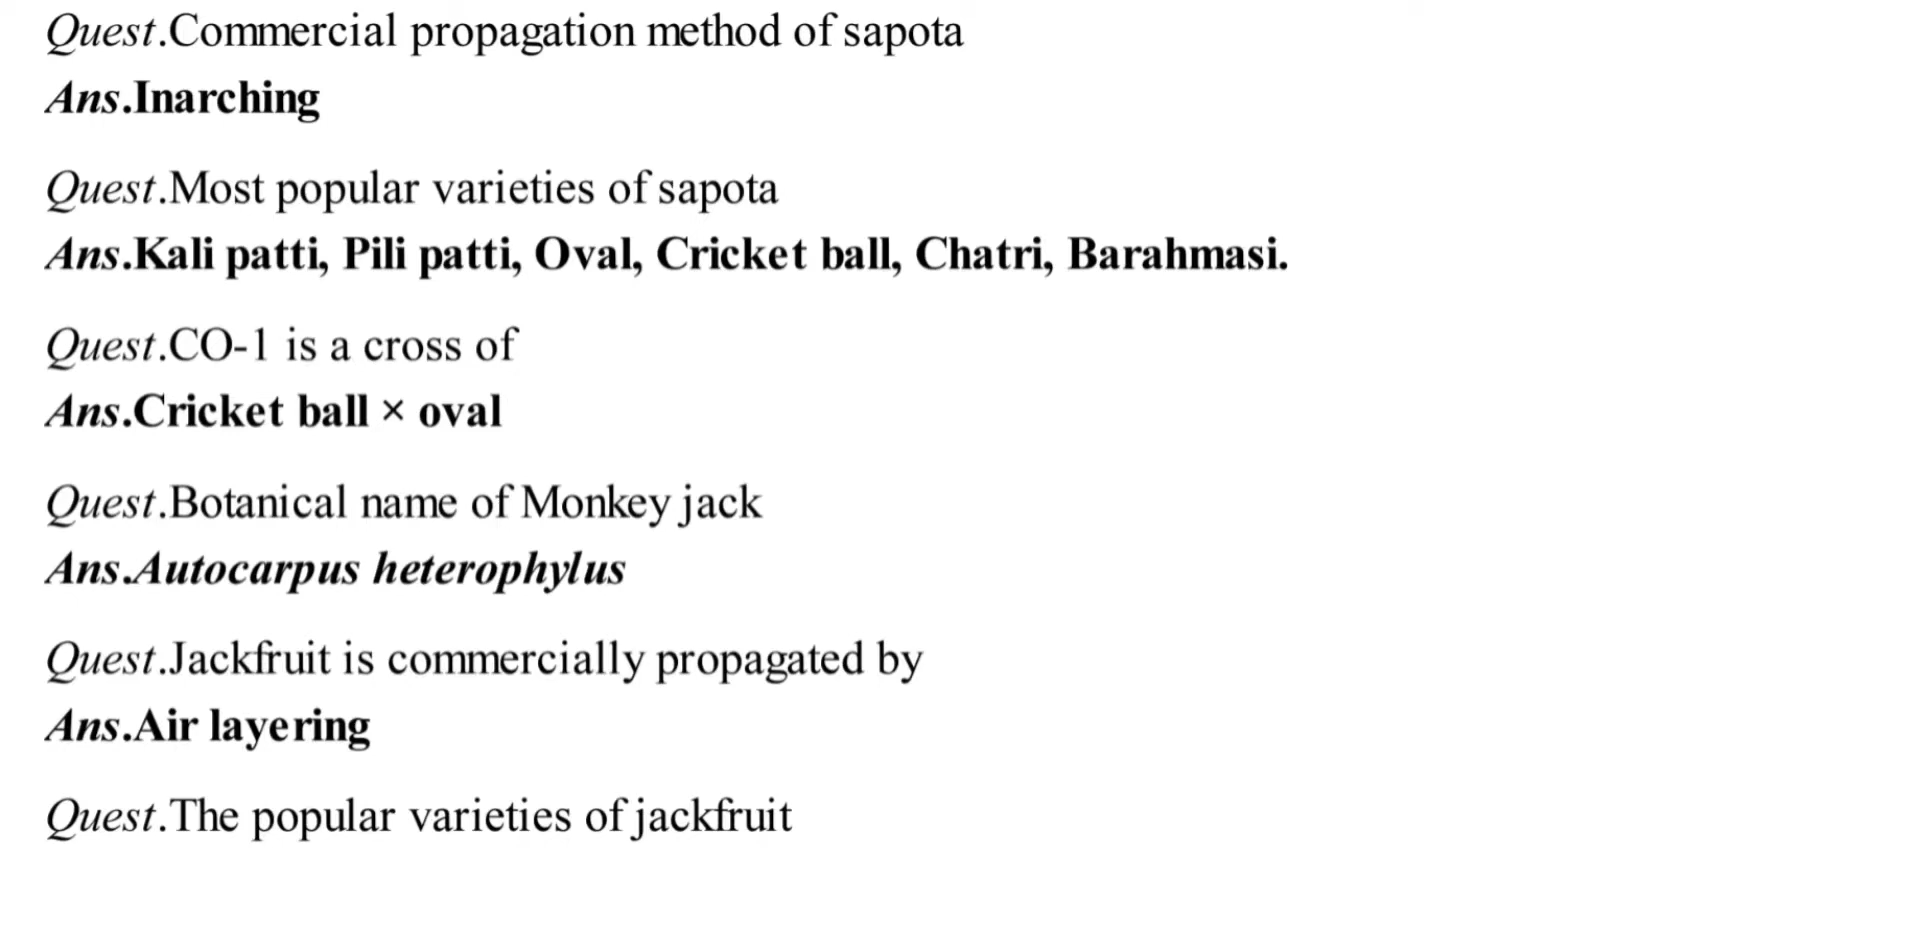 Quest.Commercial propagation method of sapota
Ans.Inarching
Quest.Most popular varieties of sapota
Ans.Kali patti, Pili patti, Oval, Cricket ball, Chatri, Barahmasi.
Quest.CO-1 is a cross of
Ans.Cricket ball × oval
Quest.Botanical name of Monkey jack
Ans.Autocarpus heterophylus
Quest.Jackfruit is commercially propagated by
Ans.Air layering
Quest.The popular varieties of jackfruit